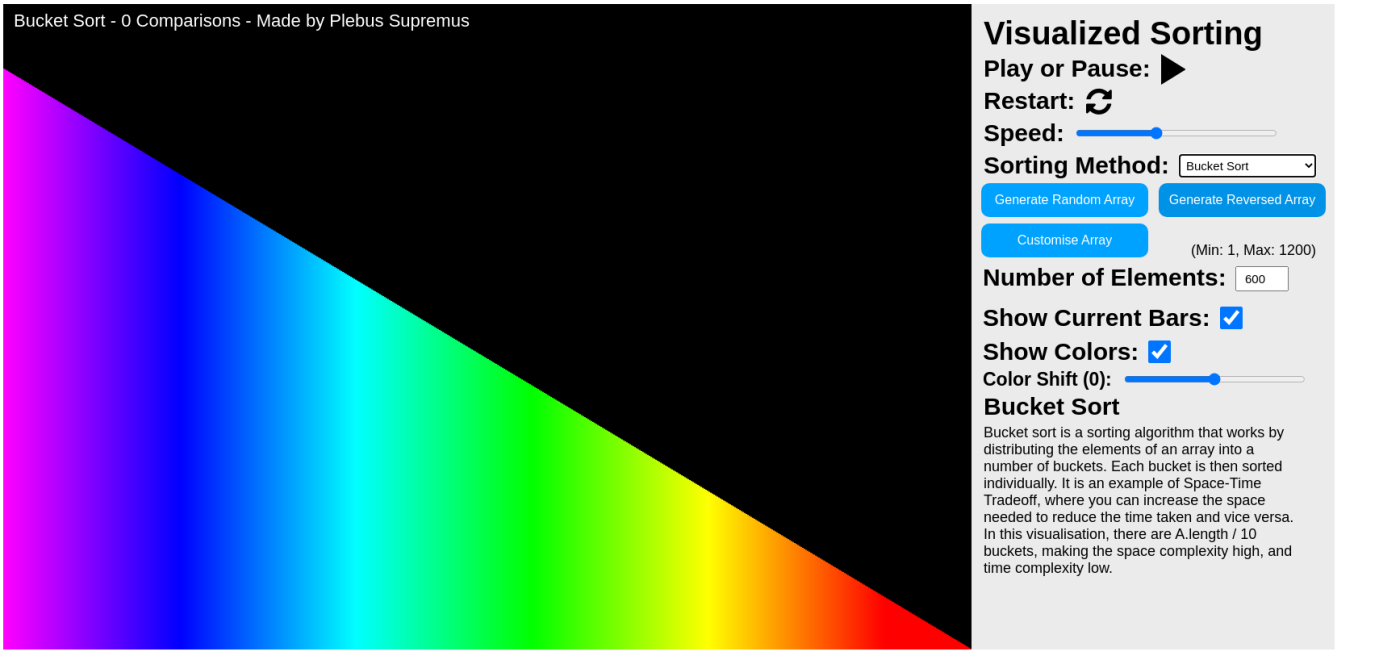 Bucket Sort - 0 Comparisons - Made by Plebus Supremus
Visualized Sorting
Play or Pause:
Restart:
Speed:
Sorting Method: Bucket Sort
Generate Random Array Generate Reversed Array
Customise Array (Min: 1, Max: 1200)
Number of Elements: 600
Show Current Bars:
Show Colors:
Color Shift (0):
Bucket Sort
Bucket sort is a sorting algorithm that works by
distributing the elements of an array into a
number of buckets. Each bucket is then sorted
individually. It is an example of Space-Time
Tradeoff, where you can increase the space
needed to reduce the time taken and vice versa.
In this visualisation, there are A.length / 10
buckets, making the space complexity high, and
time complexity low.